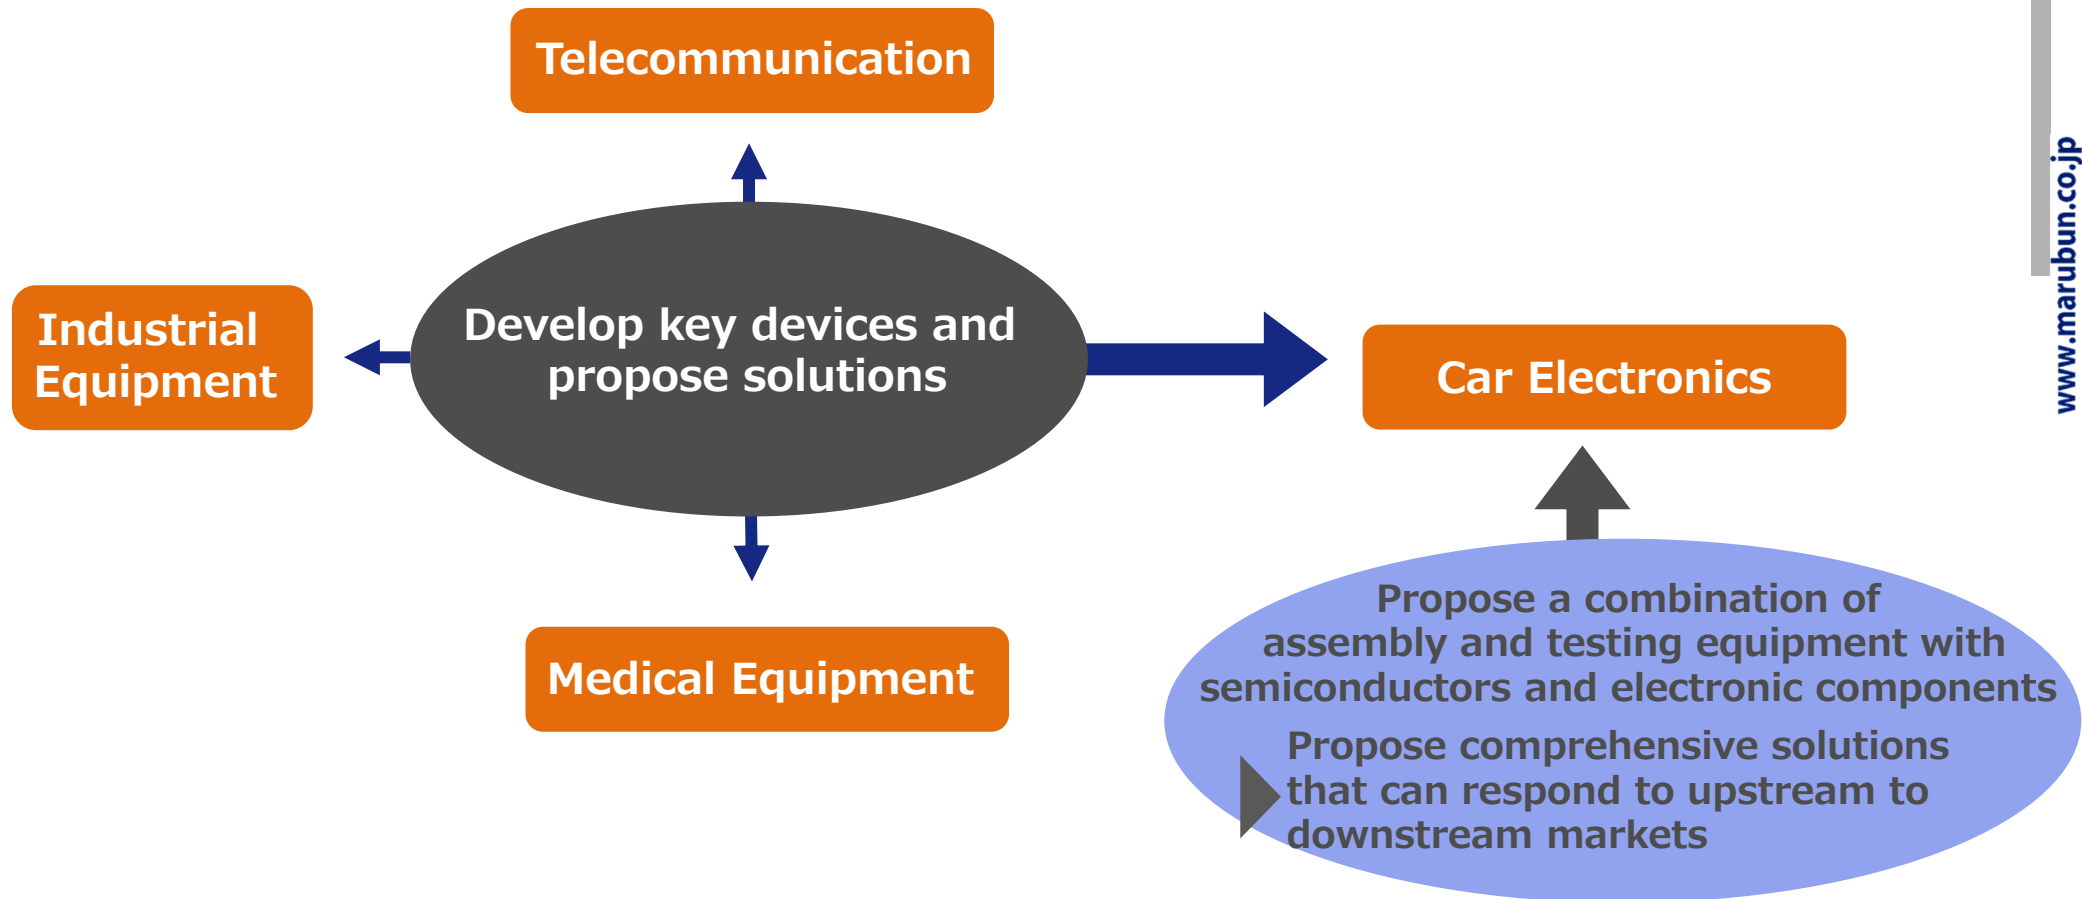 Telecommunication
www.marubun.co.jp
Industrial
Equipment
Develop key devices and
propose solutions
Car Electronics
Medical Equipment
Propose a combination of
assembly and testing equipment with
semiconductors and electronic components
Propose comprehensive solutions
that can respond to upstream to
downstream markets